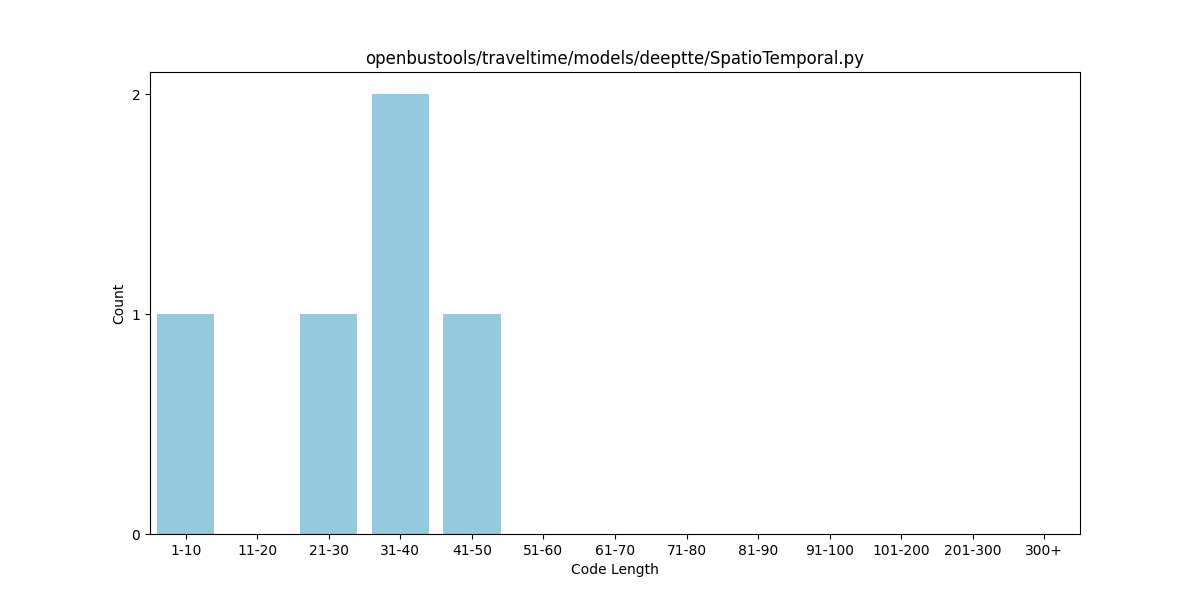 openbustools/traveltime/models/deeptte/SpatioTemporal.py
Count
2
1
0
1-10 11-20 21-30 31-40 41-50 51-60 61-70 71-80 81-90 91-100 101-200 201-300 300+
Code Length